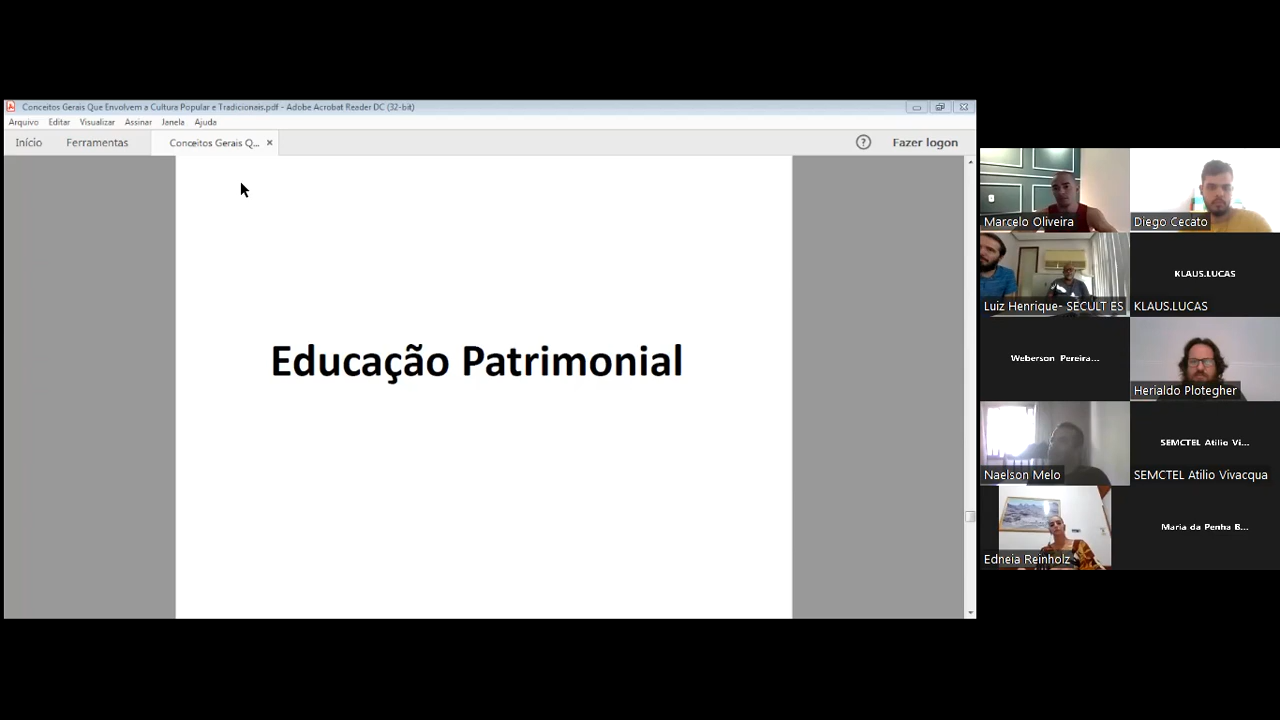 Conceitos Gerais Que Envolvem a Cultura Popular e Tradicionais.pdf - Adobe Acrobat Reader DC (32-bit)
Arquivo Editar Visualizar Assinar Janela Ajuda
Início Ferramentas Conceitos Gerais Q... × ? Fazer logon
Educação Patrimonial
Marcelo Oliveira
Diego Cecato
Luiz Henrique- SECULT ES
KLAUS.LUCAS
KLAUS.LUCAS
Weberson Pereira...
Herialdo Plotegher
Naelson Melo
SEMCTEL Atilio Vi...
SEMCTEL Atilio Vivacqua
Edneia Reinholz
Maria da Penha B...